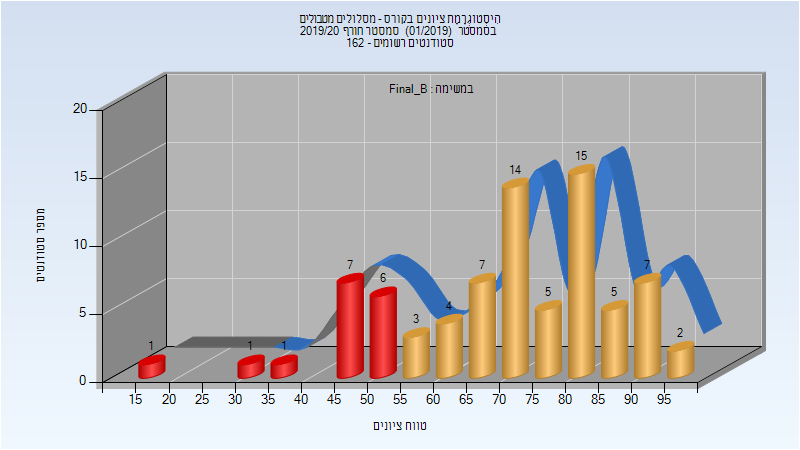 היסטוגרמת ציונים בקורס - מסלולים מטבולים
בסמסטר (01/2019) סמסטר חורף 2019/20
סטודנטים רשומים - 162
במשימה : Final_B
מספר סטודנטים
20
15
10
5
0
1
1
1
7
6
3
4
7
14
5
15
5
7
2
15 20 25 30 35 40 45 50 55 60 65 70 75 80 85 90 95
טווח ציונים